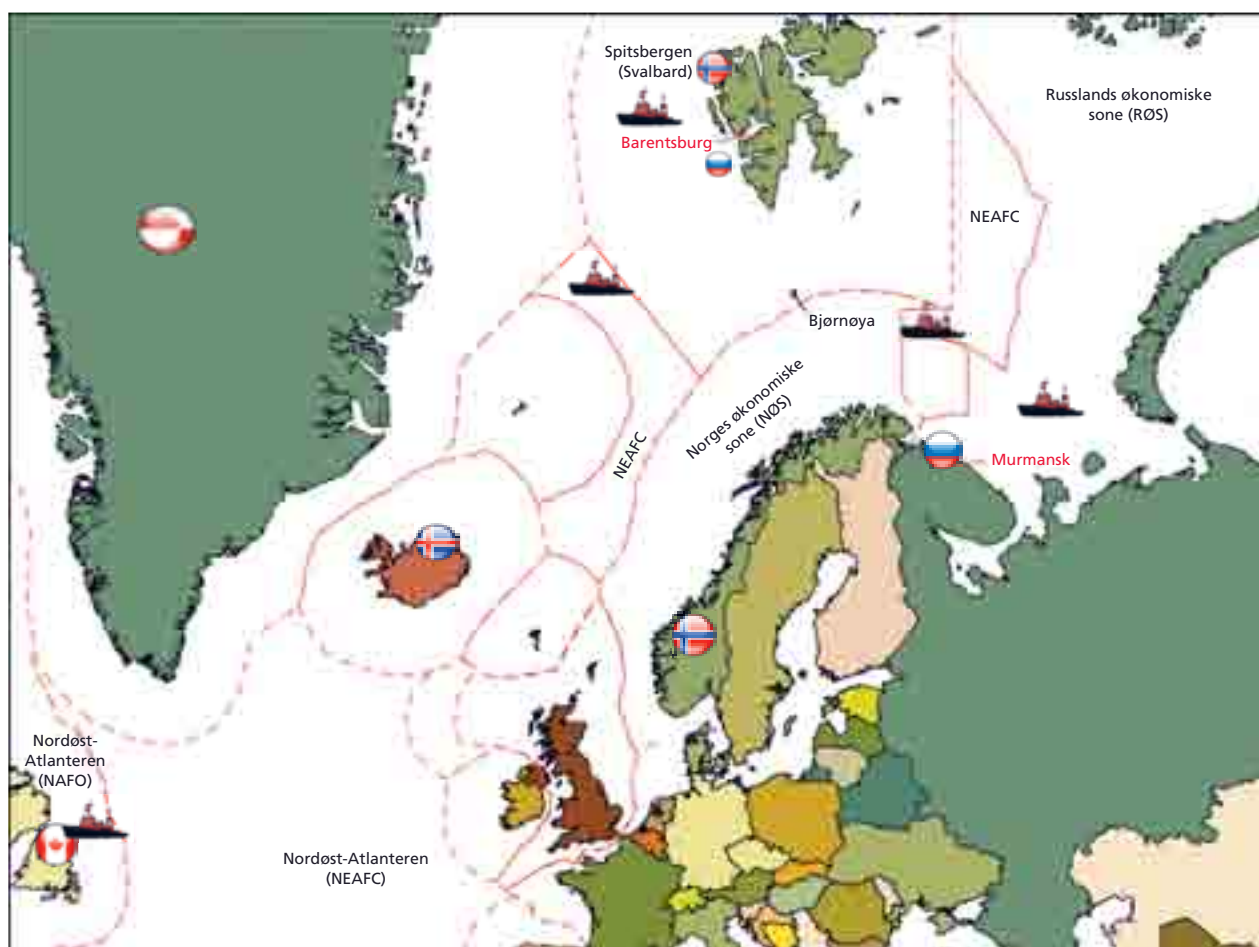 Spitsbergen
(Svalbard)
Russlands økonomiske
sone (RØS)
Barentsburg
NEAFC
Bjørnøya
Norges økonomiske
sone (NØS)
NEAFC
Murmansk
Nordøst-
Atlanteren
(NAFO)
Nordøst-Atlanteren
(NEAFC)